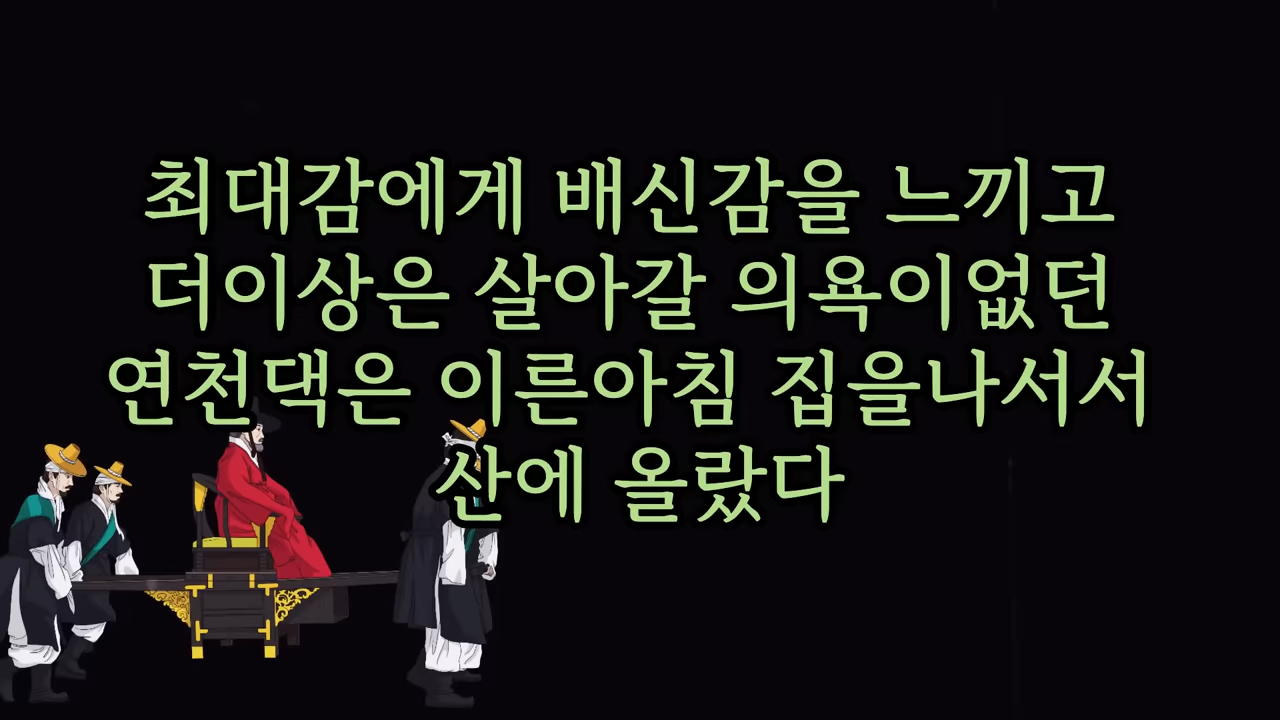 최대감에게 배신감을 느끼고
더이상은 살아갈 의욕이없던
연천댁은 이른아침 집을나서서
산에 올랐다